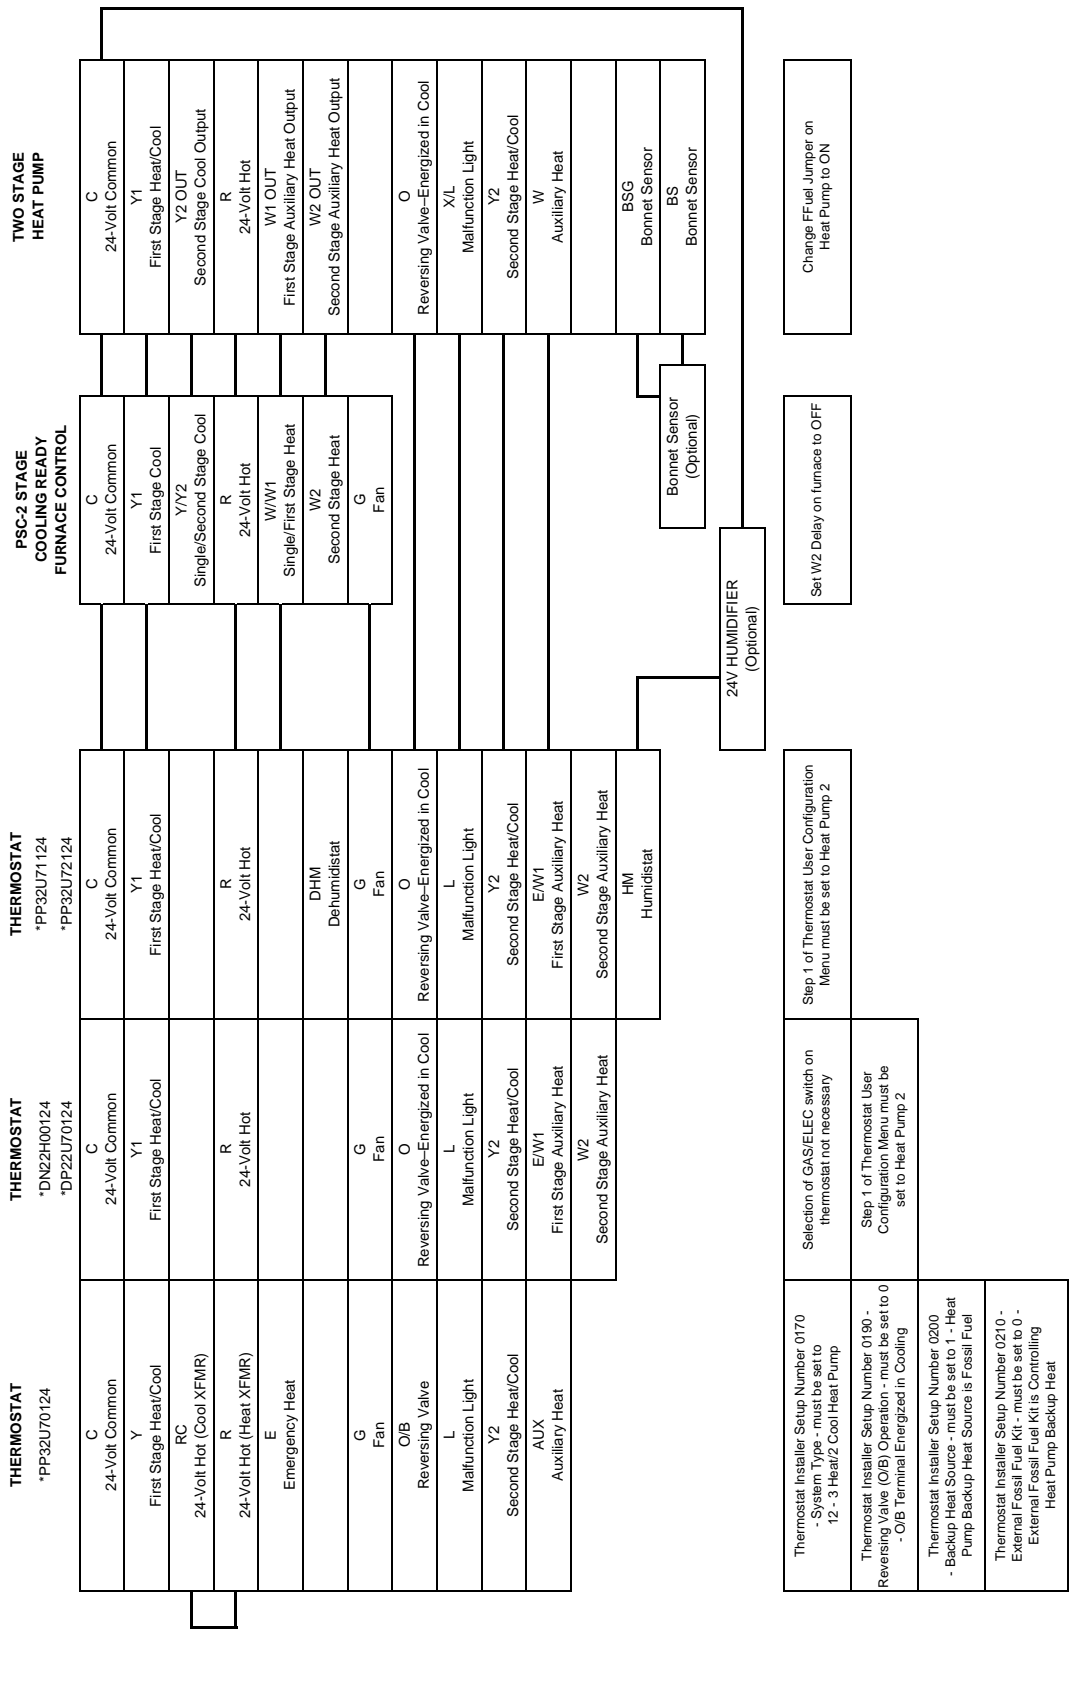 THERMOSTAT
*PP32U70124
C
24-Volt Common
Y
First Stage Heat/Cool
RC
24-Volt Hot (Cool XFMR)
R
24-Volt Hot (Heat XFMR)
E
Emergency Heat
G
Fan
O/B
Reversing Valve
L
Malfunction Light
Y2
Second Stage Heat/Cool
AUX
Auxiliary Heat
Thermostat Installer Setup Number 0170
- System Type - must be set to
12 - 3 Heat/2 Cool Heat Pump
Thermostat Installer Setup Number 0190 -
Reversing Valve (O/B) Operation - must be set to 0
- O/B Terminal Energized in Cooling
Thermostat Installer Setup Number 0200
- Backup Heat Source - must be set to 1 - Heat
Pump Backup Heat Source is Fossil Fuel
Thermostat Installer Setup Number 0210 -
External Fossil Fuel Kit - must be set to 0 -
External Fossil Fuel Kit is Controlling
Heat Pump Backup Heat
THERMOSTAT
*DN22H00124
*DP22U70124
C
24-Volt Common
Y1
First Stage Heat/Cool
R
24-Volt Hot
G
Fan
O
Reversing Valve–Energized in Cool
L
Malfunction Light
Y2
Second Stage Heat/Cool
E/W1
First Stage Auxiliary Heat
W2
Second Stage Auxiliary Heat
Selection of GAS/ELEC switch on
thermostat not necessary
Step 1 of Thermostat User
Configuration Menu must be
set to Heat Pump 2
THERMOSTAT
*PP32U71124
*PP32U72124
C
24-Volt Common
Y1
First Stage Heat/Cool
R
24-Volt Hot
DHM
Dehumidistat
G
Fan
O
Reversing Valve–Energized in Cool
L
Malfunction Light
Y2
Second Stage Heat/Cool
E/W1
First Stage Auxiliary Heat
W2
Second Stage Auxiliary Heat
HM
Humidistat
Step 1 of Thermostat User Configuration
Menu must be set to Heat Pump 2
PSC-2 STAGE
COOLING READY
FURNACE CONTROL
C
24-Volt Common
Y1
First Stage Cool
Y/Y2
Single/Second Stage Cool
R
24-Volt Hot
W/W1
Single/First Stage Heat
W2
Second Stage Heat
G
Fan
Bonnet Sensor
(Optional)
24V HUMIDIFIER
(Optional)
Set W2 Delay on furnace to OFF
TWO STAGE
HEAT PUMP
C
24-Volt Common
Y1
First Stage Heat/Cool
Y2 OUT
Second Stage Cool Output
R
24-Volt Hot
W1 OUT
First Stage Auxiliary Heat Output
W2 OUT
Second Stage Auxiliary Heat Output
O
Reversing Valve–Energized in Cool
X/L
Malfunction Light
Y2
Second Stage Heat/Cool
W
Auxiliary Heat
BSG
Bonnet Sensor
BS
Bonnet Sensor
Change FFuel Jumper on
Heat Pump to ON